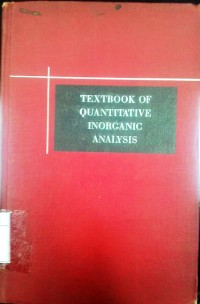 TEXTBOOK OF
QUANTITATIVE
INORGANIC
ANALYSIS